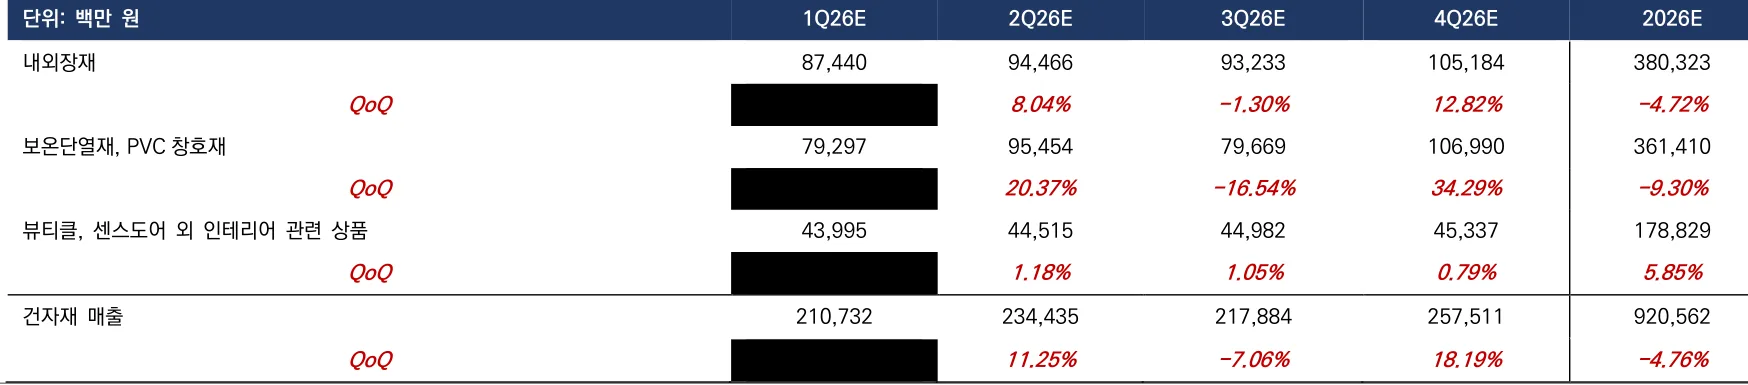 단위: 백만 원 1Q26E 2Q26E 3Q26E 4Q26E 2026E
내외장재 87,440 94,466 93,233 105,184 380,323
QoQ 8.04% -1.30% 12.82% -4.72%
보온단열재, PVC 창호재 79,297 95,454 79,669 106,990 361,410
QoQ 20.37% -16.54% 34.29% -9.30%
뷰티클, 센스도어 외 인테리어 관련 상품 43,995 44,515 44,982 45,337 178,829
QoQ 1.18% 1.05% 0.79% 5.85%
건자재 매출 210,732 234,435 217,884 257,511 920,562
QoQ 11.25% -7.06% 18.19% -4.76%